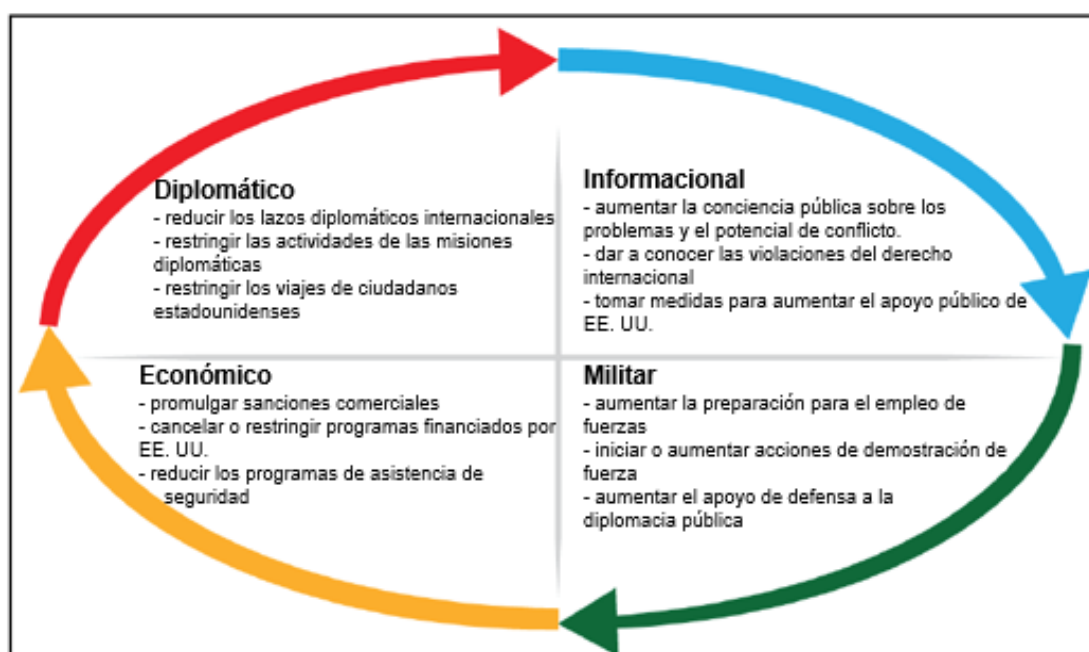 Diplomático
- reducir los lazos diplomáticos internacionales
- restringir las actividades de las misiones
diplomáticas
- restringir los viajes de ciudadanos
estadounidenses
Informacional
- aumentar la conciencia pública sobre los
problemas y el potencial de conflicto.
- dar a conocer las violaciones del derecho
internacional
- tomar medidas para aumentar el apoyo público de
EE. UU.
Económico
- promulgar sanciones comerciales
- cancelar o restringir programas financiados por
EE. UU.
- reducir los programas de asistencia de
seguridad
Militar
- aumentar la preparación para el empleo de
fuerzas
- iniciar o aumentar acciones de demostración de
fuerza
- aumentar el apoyo de defensa a la
diplomacia pública